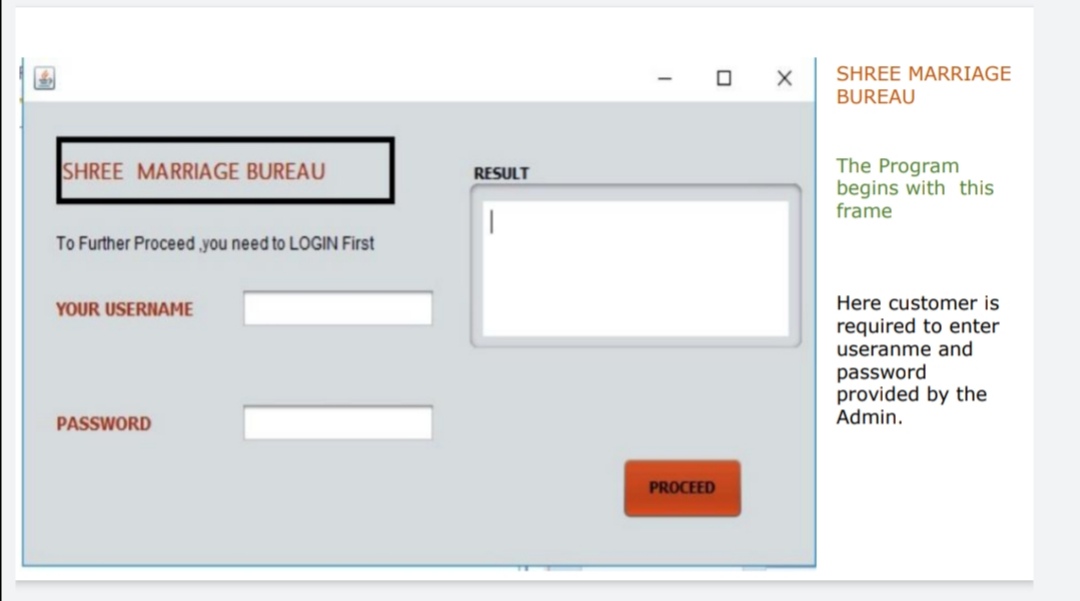 SHREE MARRIAGE BUREAU
To Further Proceed ,you need to LOGIN First
YOUR USERNAME
PASSWORD
RESULT
PROCEED
SHREE MARRIAGE
BUREAU
The Program
begins with this
frame
Here customer is
required to enter
useranme and
password
provided by the
Admin.